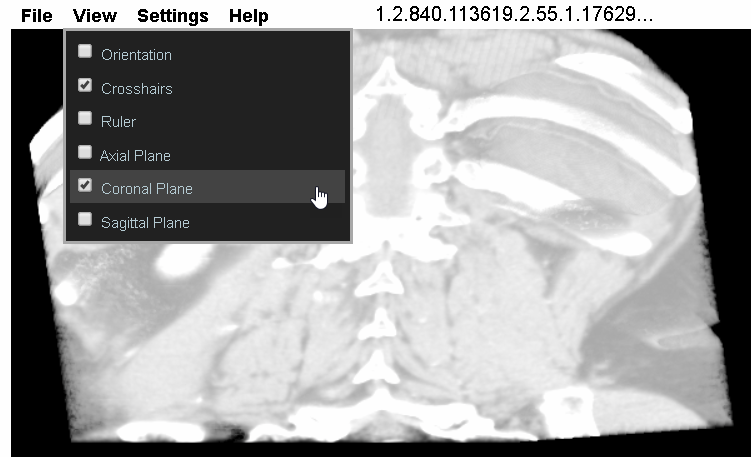 File View Settings Help 1.2.840.113619.2.55.1.17629...
Orientation
Crosshairs
Ruler
Axial Plane
Coronal Plane
Sagittal Plane